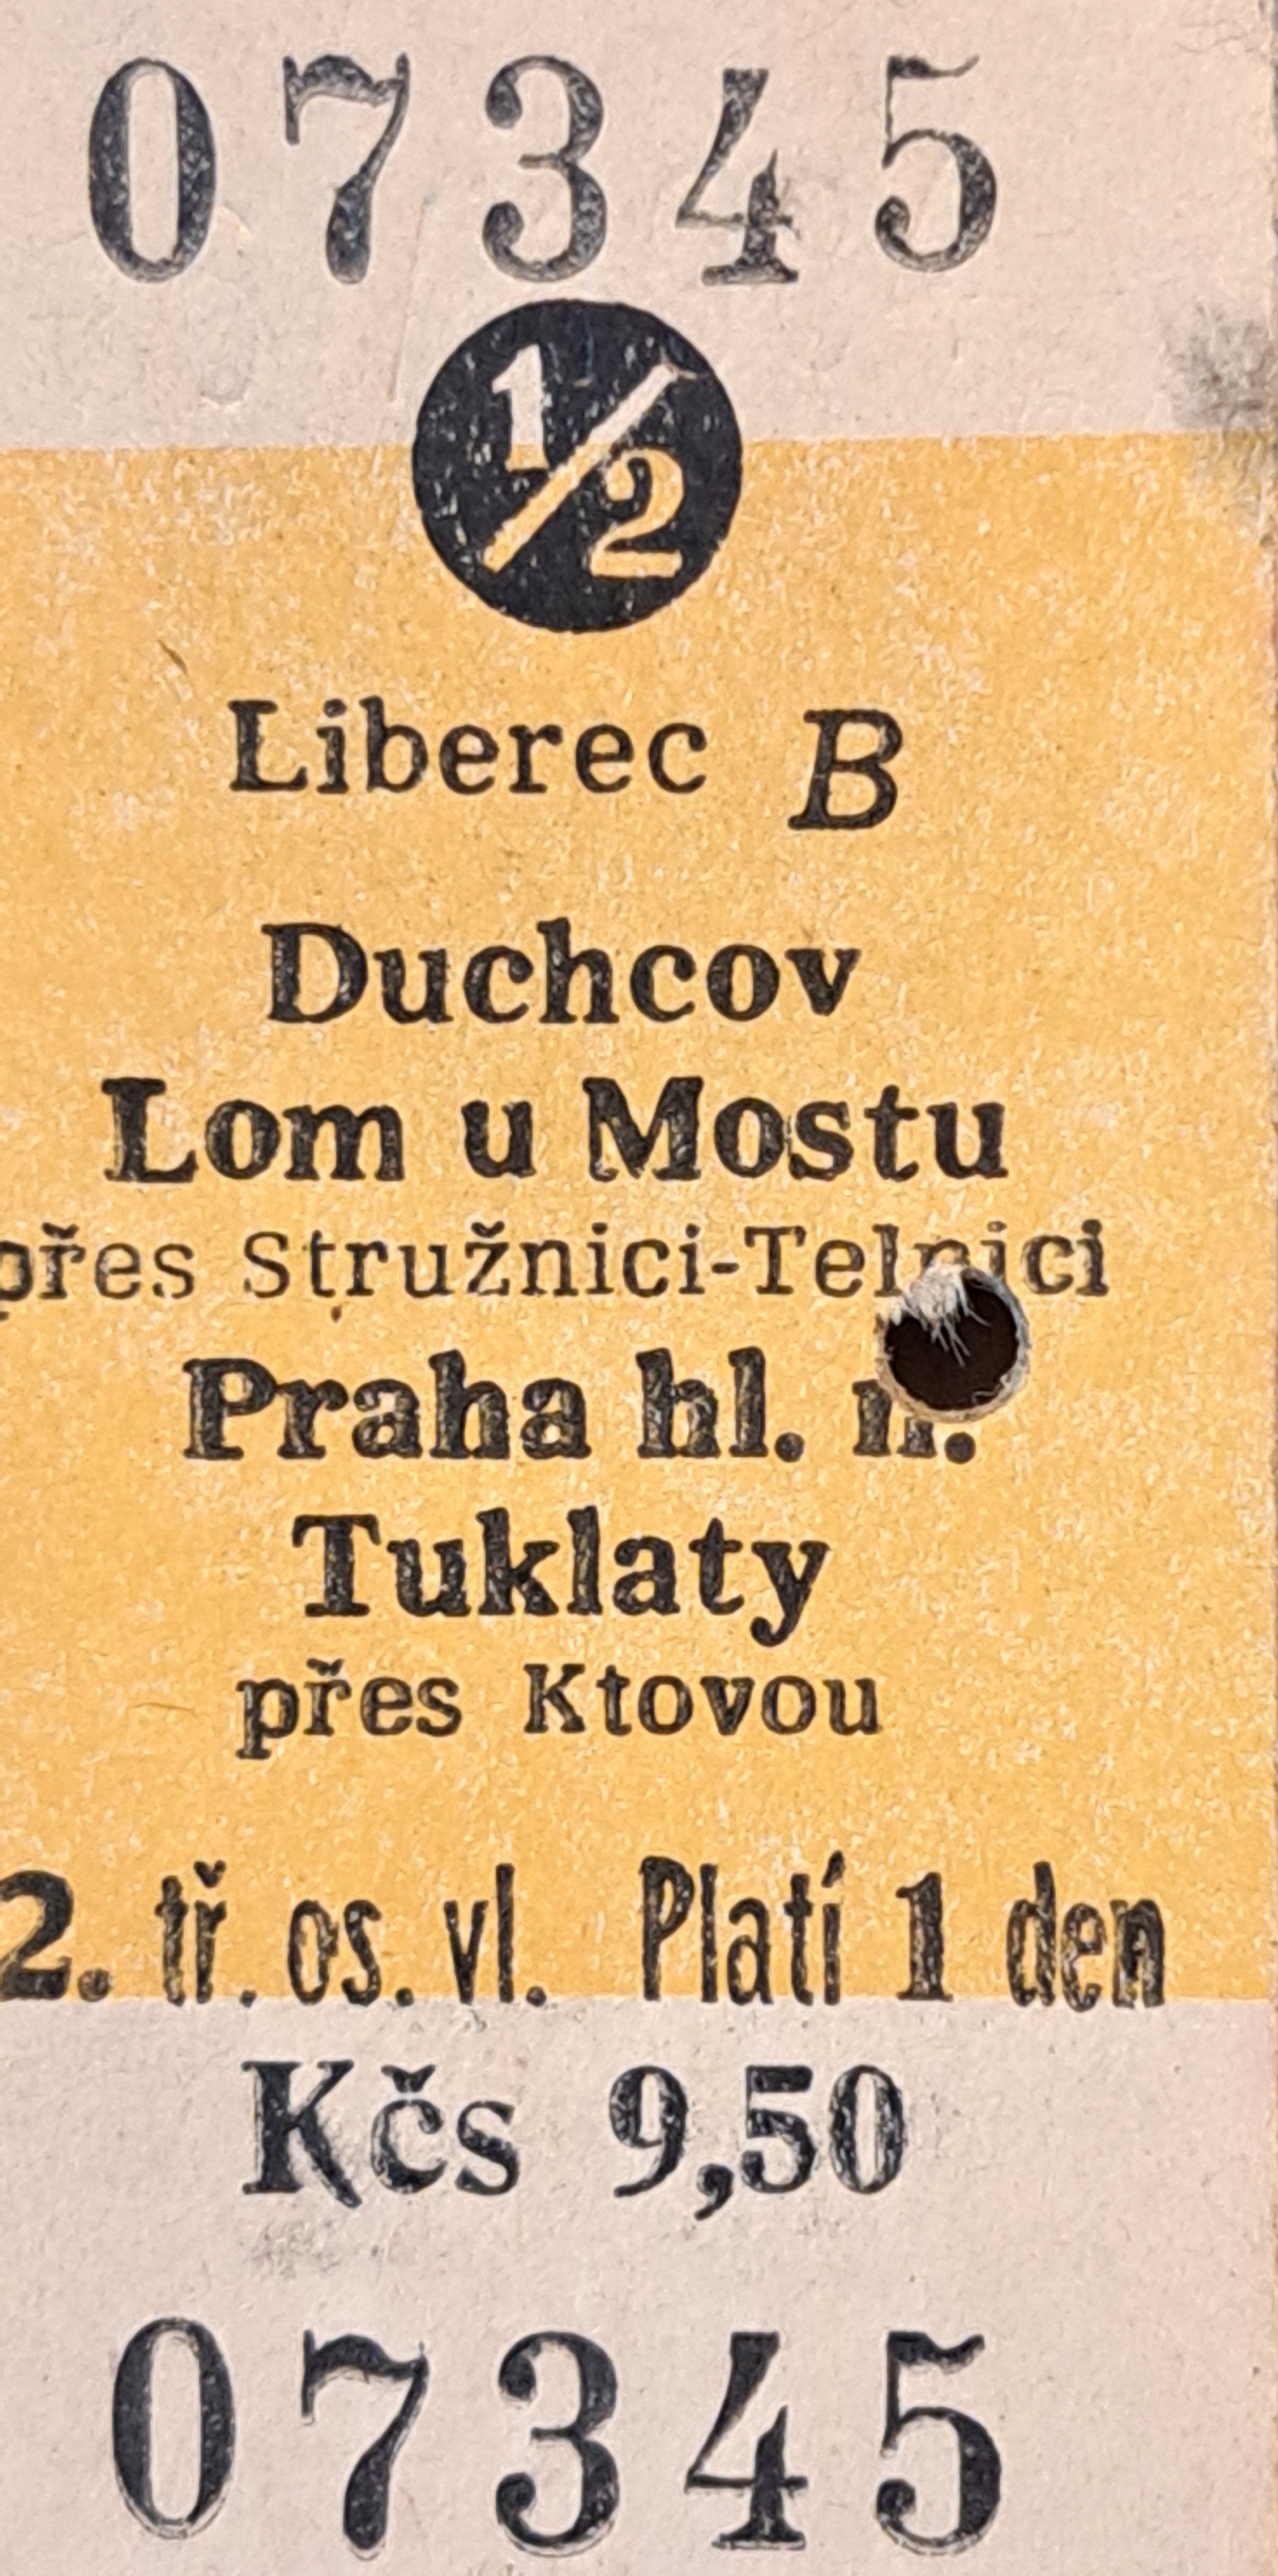 07345
1/2
Liberec B
Duchcov
Lom u Mostu
přes Stružnici-Telnici
Praha hl. n.
Tuklaty
přes Ktovou
2. tř. os. vl. Platí 1 den
Kčs 9,50
07345